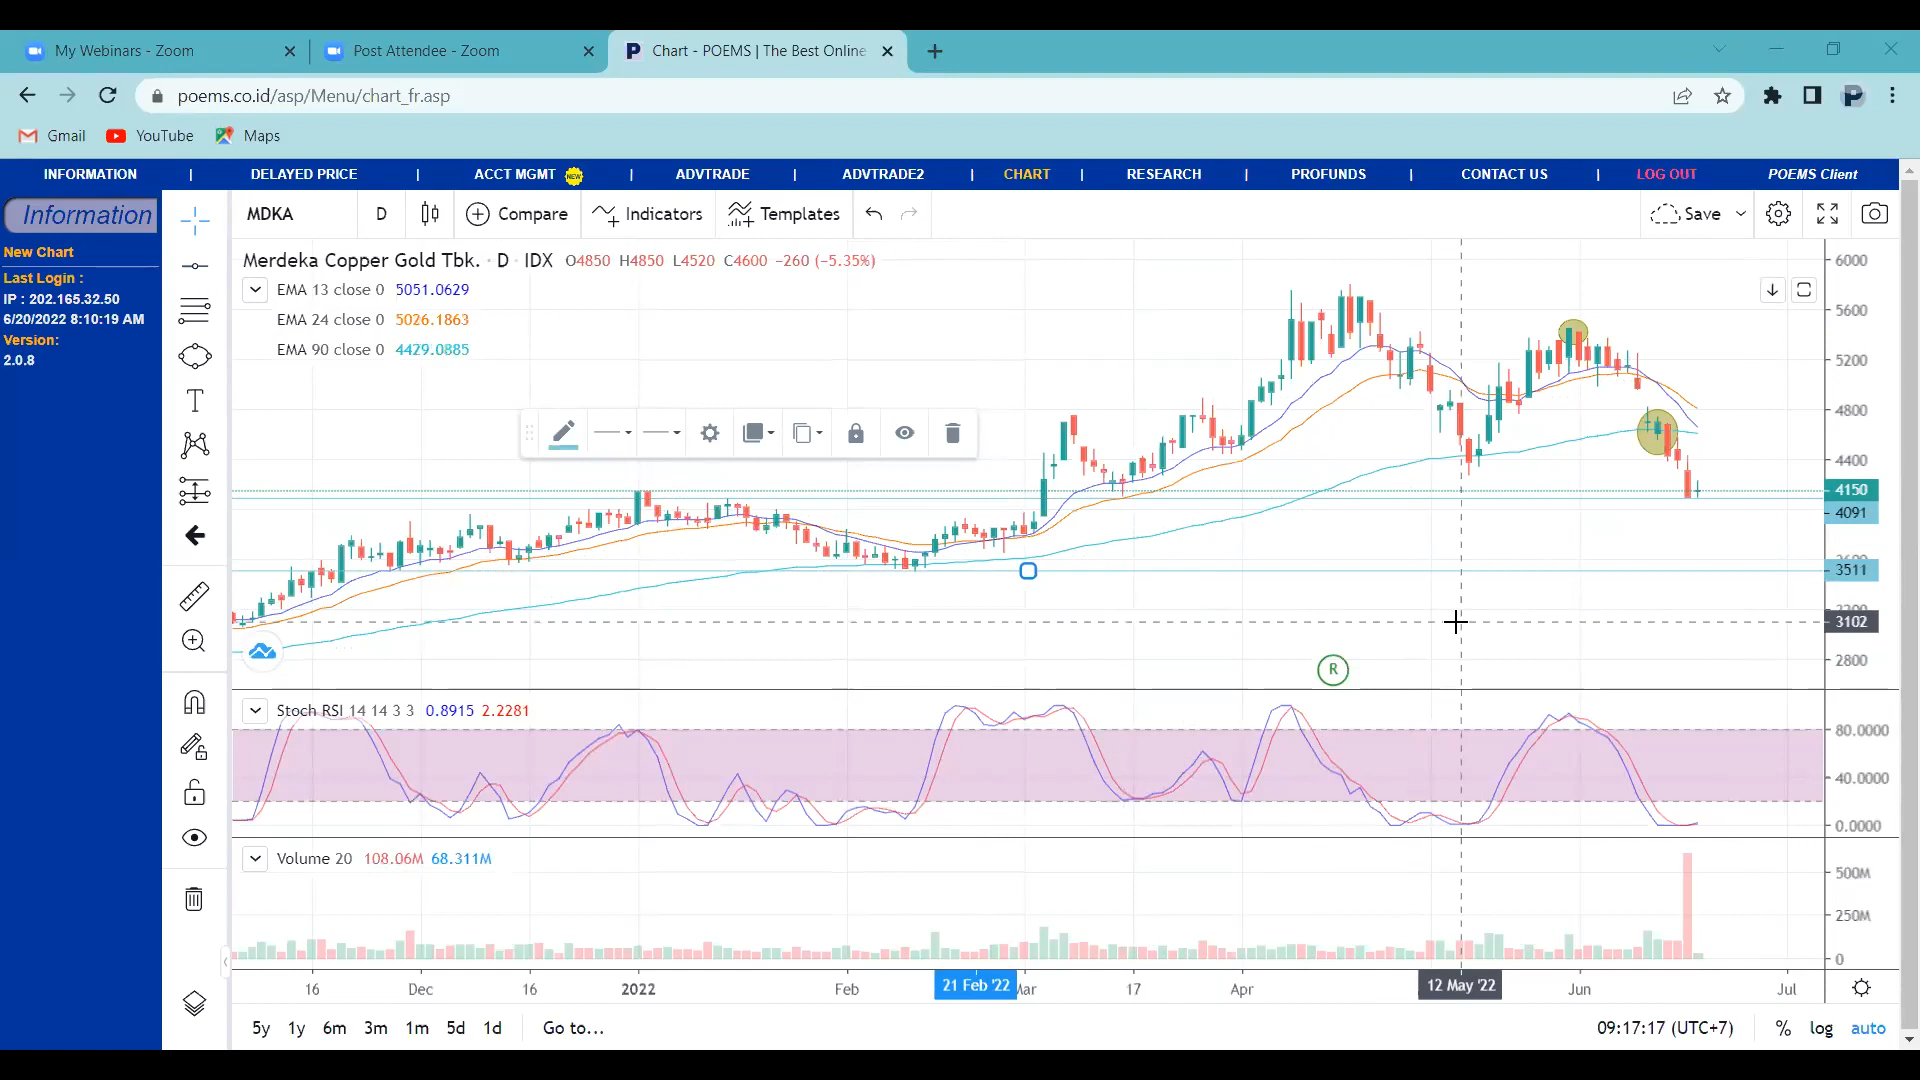 My Webinars - Zoom
Post Attendee - Zoom
Chart - POEMS | The Best Online
poems.co.id/asp/Menu/chart_fr.asp
Gmail
YouTube
Maps
INFORMATION | DELAYED PRICE | ACCT MGMT NEW | ADVTRADE | ADVTRADE2 | CHART | RESEARCH | PROFUNDS | CONTACT US | LOG OUT POEMS Client
Information
New Chart
Last Login :
IP : 202.165.32.50
6/20/2022 8:10:19 AM
Version:
2.0.8
MDKA D Compare Indicators Templates Save
Merdeka Copper Gold Tbk. · D · IDX O4850 H4850 L4520 C4600 −260 (−5.35%)
EMA 13 close 0 5051.0629
EMA 24 close 0 5026.1863
EMA 90 close 0 4429.0885
6000
5600
5200
4800
4400
4150
4091
3511
3102
2800
R
Stoch RSI 14 14 3 3 0.8915 2.2281
80.0000
40.0000
0.0000
Volume 20 108.06M 68.311M
500M
250M
0
16 Dec 16 2022 Feb 21 Feb '22 Mar 17 Apr 12 May '22 Jun Jul
5y 1y 6m 3m 1m 5d 1d Go to... 09:17:17 (UTC+7) % log auto